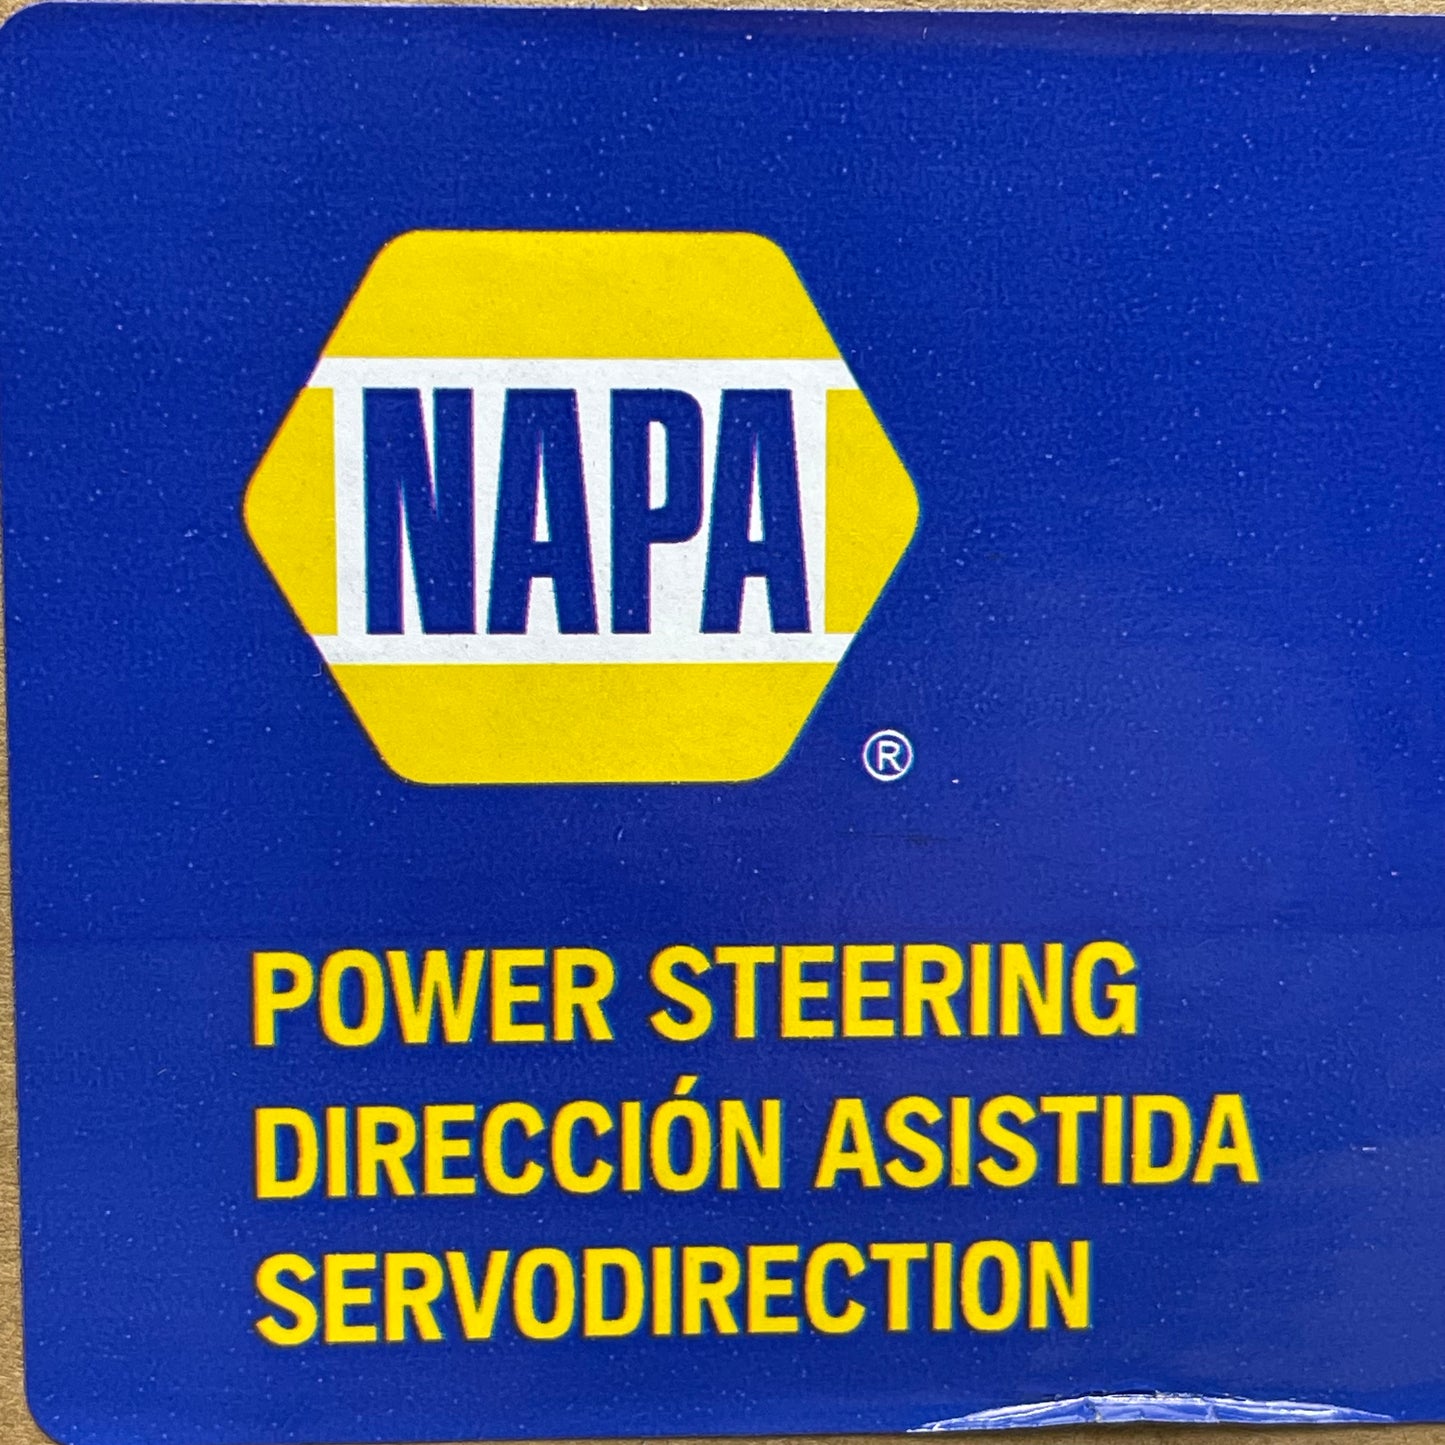 NAPA
®
POWER STEERING
DIRECCIÓN ASISTIDA
SERVODIRECTION